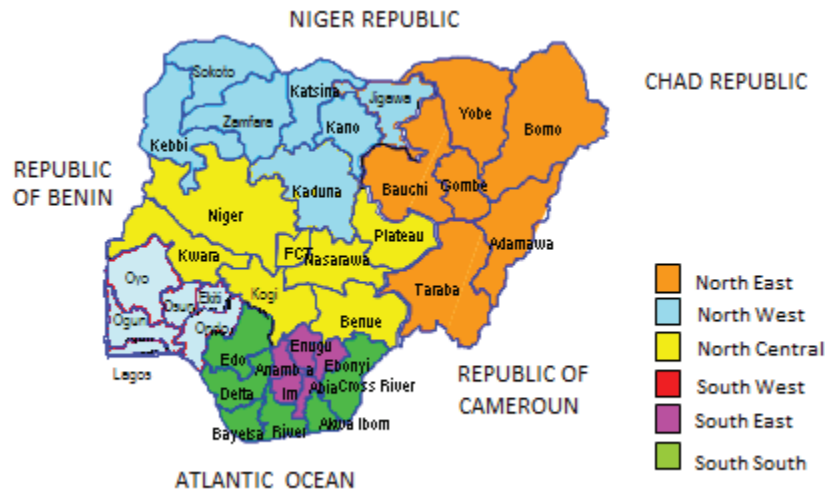 NIGER REPUBLIC
CHAD REPUBLIC
REPUBLIC
OF BENIN
Sokoto
Katsina
Jigawa
Zamfara
Kano
Yobe
Borno
Kebbi
Kaduna
Bauchi
Gombe
Niger
Plateau
Adamawa
FCT
Nasarawa
Kwara
Taraba
Oyo
Kogi
Osun
Ekiti
Ogun
Ondo
Benue
Lagos
Edo
Enugu
Anamb a
Ebonyi
Delta
Im
Abia
Cross River
Bayelsa
River
Akwa Ibom
REPUBLIC OF
CAMEROUN
ATLANTIC OCEAN
North East
North West
North Central
South West
South East
South South